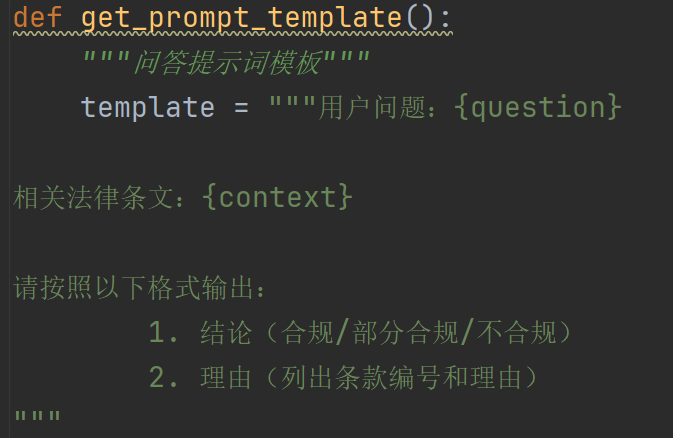 def get_prompt_template():
"""问答提示词模板"""
template = """用户问题：{question}
相关法律条文：{context}
请按照以下格式输出：
1. 结论（合规/部分合规/不合规）
2. 理由（列出条款编号和理由）
"""